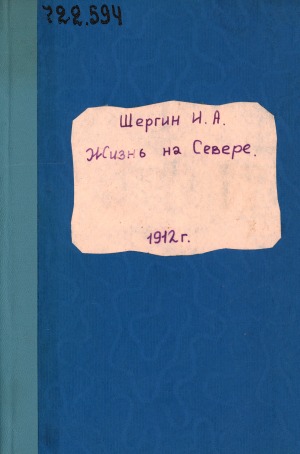 722.594
Шергин И. А.
Жизнь на Севере.
1912 г.